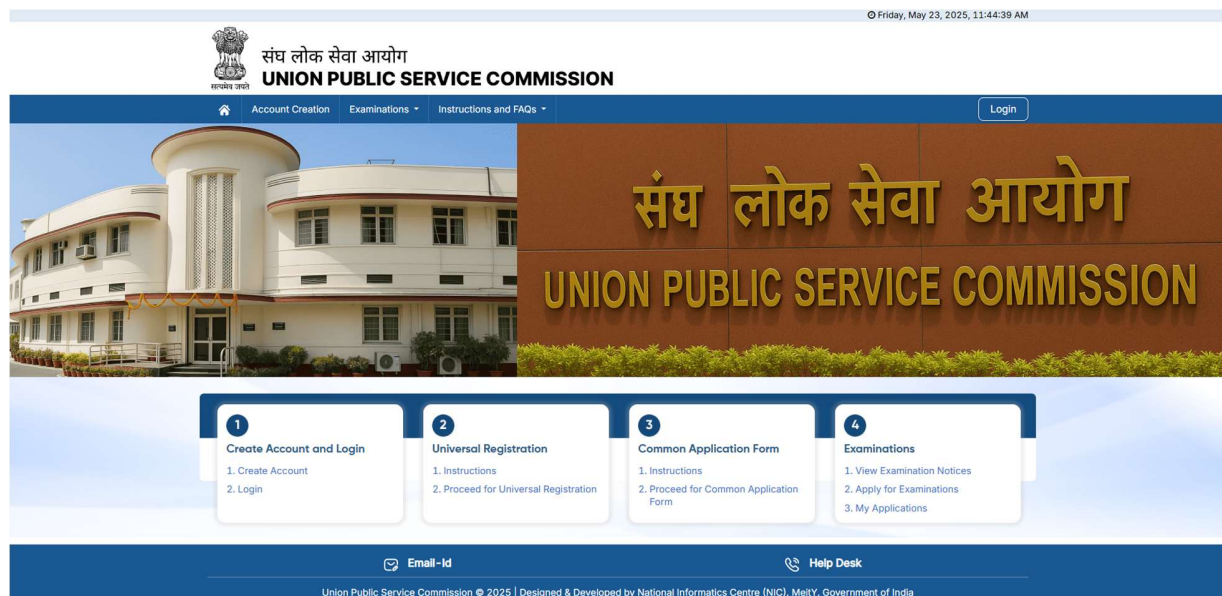 Friday, May 23, 2025, 11:44:39 AM
सत्यमेव जयते
संघ लोक सेवा आयोग
UNION PUBLIC SERVICE COMMISSION
Account Creation
Examinations
Instructions and FAQs
Login
संघ लोक सेवा आयोग
UNION PUBLIC SERVICE COMMISSION
1
Create Account and Login
1. Create Account
2. Login
2
Universal Registration
1. Instructions
2. Proceed for Universal Registration
3
Common Application Form
1. Instructions
2. Proceed for Common Application
Form
4
Examinations
1. View Examination Notices
2. Apply for Examinations
3. My Applications
Email-Id
Help Desk
Union Public Service Commission © 2025 | Designed & Developed by National Informatics Centre (NIC), MeitY, Government of India